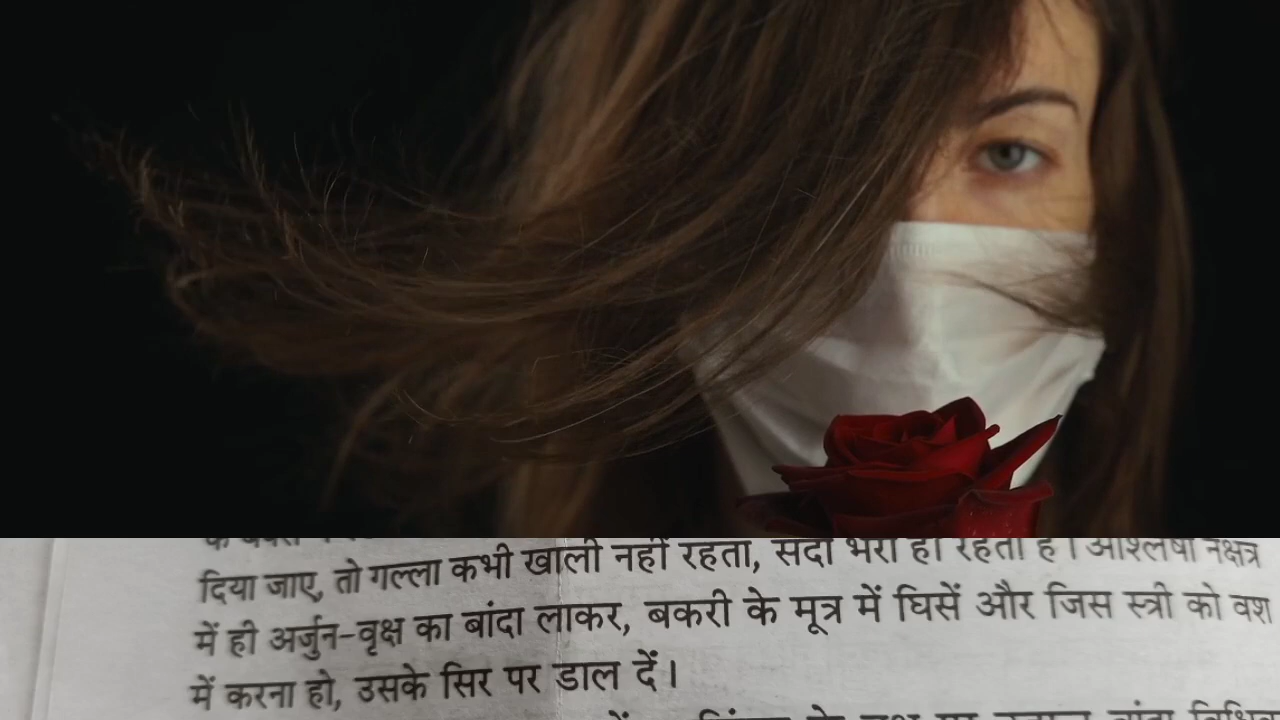 दिया जाए, तो गल्ला कभी खाली नहीं रहता, सदा भरा ही रहता है। आश्लेषा नक्षत्र
में ही अर्जुन-वृक्ष का बांदा लाकर, बकरी के मूत्र में घिसें और जिस स्त्री को वश
में करना हो, उसके सिर पर डाल दें।